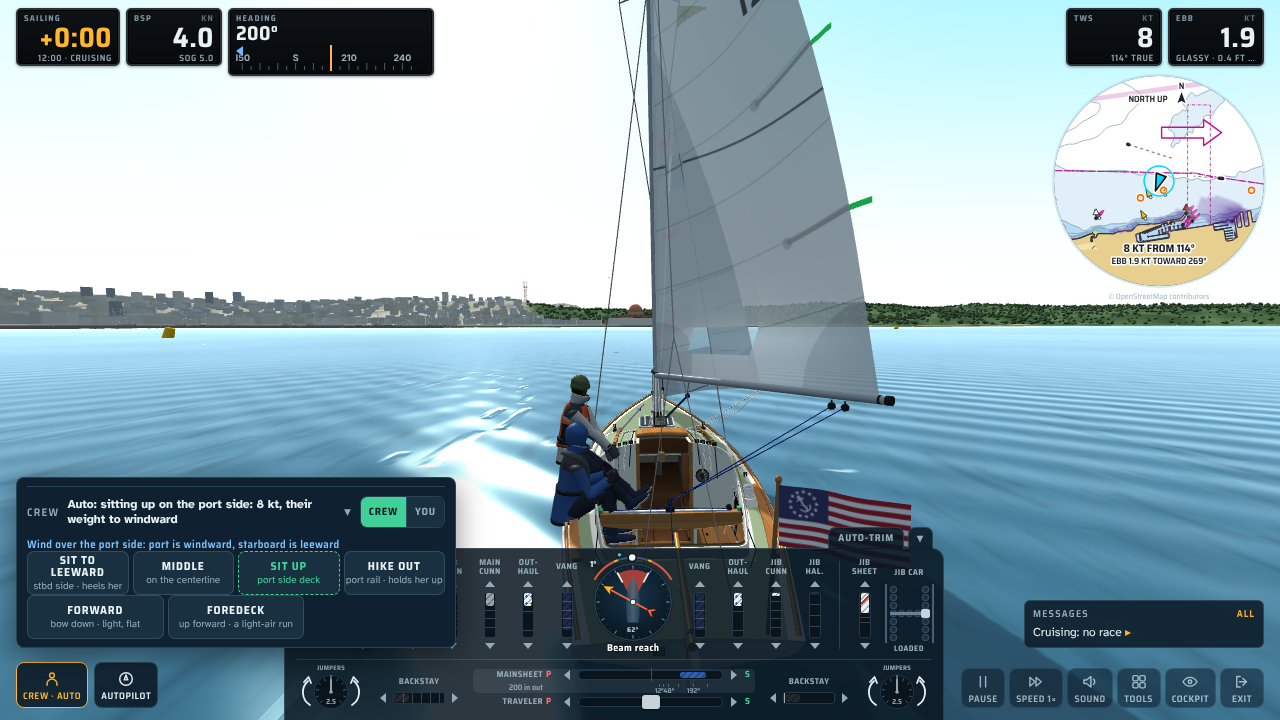 SAILING
+0:00
12:00 · CRUISING
BSP KN
4.0
SOG 5.0
HEADING
200°
150 S 210 240
TWS KT
8
114° TRUE
EBB KT
1.9
GLASSY · 0.4 FT ...
NORTH UP
N
8 KT FROM 114°
EBB 1.9 KT TOWARD 269°
© OpenStreetMap contributors
CREW
Auto: sitting up on the port side: 8 kt, their
weight to windward
▼
CREW YOU
Wind over the port side: port is windward, starboard is leeward
SIT TO
LEEWARD
stbd side · heels her
MIDDLE
on the centerline
SIT UP
port side deck
HIKE OUT
port rail · holds her up
FORWARD
bow down · light, flat
FOREDECK
up forward · a light-air run
CREW · AUTO
AUTOPILOT
AUTO-TRIM ▼
MAIN
CUNN
OUT-
HAUL
VANG
1°
62°
Beam reach
VANG
OUT-
HAUL
JIB
CUNN
JIB
HAL.
JIB
SHEET
JIB CAR
LOADED
JUMPERS
2.5
BACKSTAY
MAINSHEET P S
200 in out
12'48" 192"
TRAVELER P S
BACKSTAY
JUMPERS
2.5
MESSAGES ALL
Cruising: no race ▸
PAUSE
SPEED 1×
SOUND
TOOLS
COCKPIT
EXIT